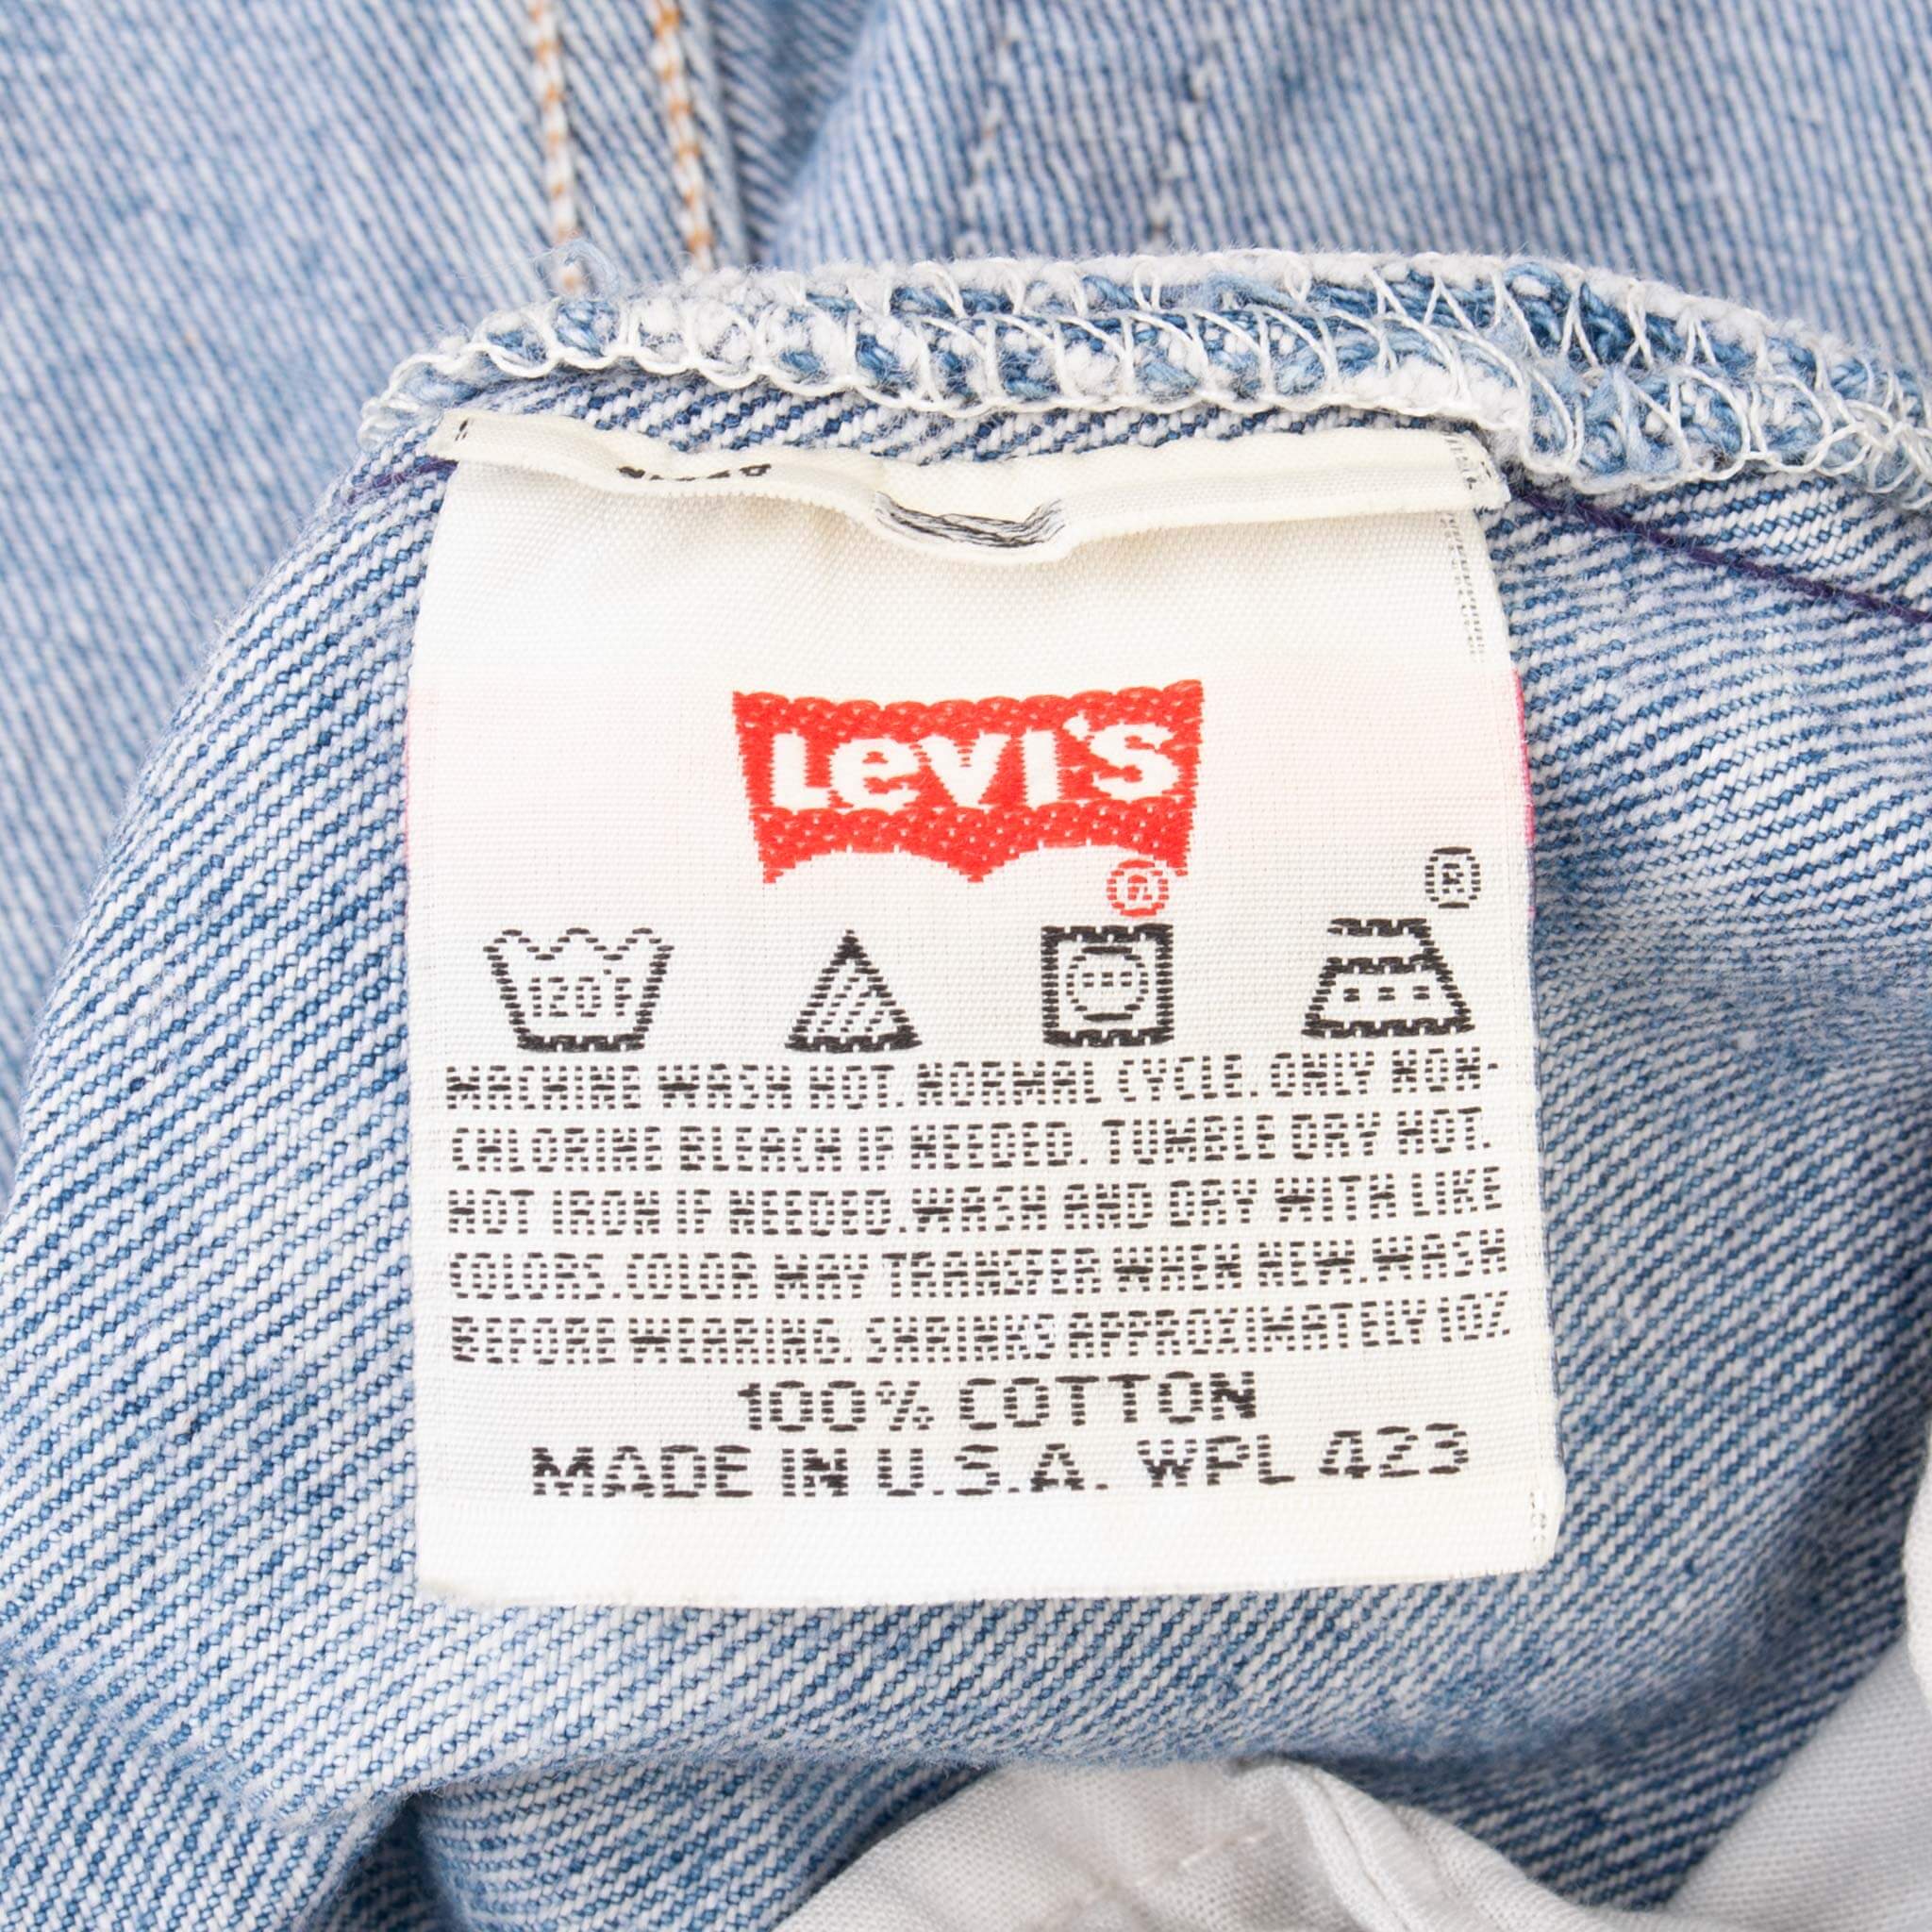 Levi's
®
®
120°F
MACHINE WASH HOT. NORMAL CYCLE. ONLY NON-
CHLORINE BLEACH IF NEEDED. TUMBLE DRY HOT.
HOT IRON IF NEEDED. WASH AND DRY WITH LIKE
COLORS. COLOR MAY TRANSFER WHEN NEW. WASH
BEFORE WEARING. SHRINKS APPROXIMATELY 10%
100% COTTON
MADE IN U.S.A. WPL 423